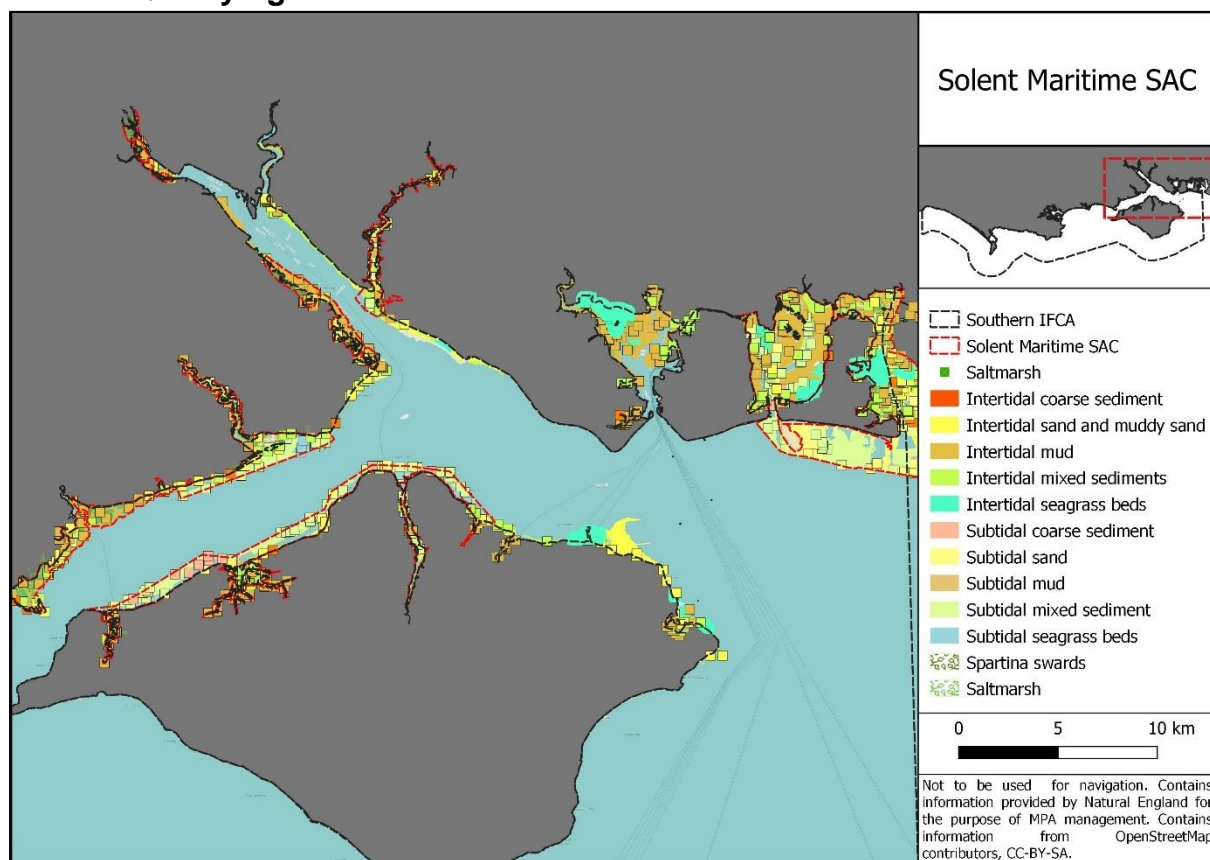 Solent Maritime SAC
Southern IFCA
Solent Maritime SAC
Saltmarsh
Intertidal coarse sediment
Intertidal sand and muddy sand
Intertidal mud
Intertidal mixed sediments
Intertidal seagrass beds
Subtidal coarse sediment
Subtidal sand
Subtidal mud
Subtidal mixed sediment
Subtidal seagrass beds
Spartina swards
Saltmarsh
0 5 10 km
Not to be used for navigation. Contains
information provided by Natural England for
the purpose of MPA management. Contains
information from OpenStreetMap
contributors, CC-BY-SA.